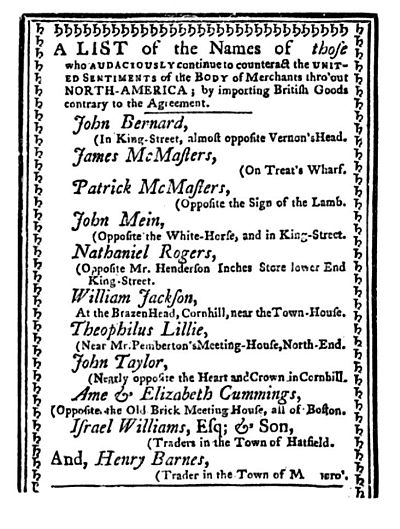 A LIST of the Names of thoſe
who AUDACIOUSLY continue to counteract the UNIT-
ED SENTIMENTS of the BODY of Merchants thro'out
NORTH-AMERICA; by importing Britiſh Goods
contrary to the Agreement.
John Bernard,
(In King-Street, almoſt oppoſite Vernon's Head.
James McMaſters,
(On Treat's Wharf.
Patrick McMaſters,
(Oppoſite the Sign of the Lamb.
John Mein,
(Oppoſite the White-Horſe, and in King-Street.
Nathaniel Rogers,
(Oppoſite Mr. Henderſon Inches Store lower End
King-Street.
William Jackſon,
At the Brazen Head, Cornhill, near the Town-Houſe.
Theophilus Lillie,
(Near Mr. Pemberton's Meeting-Houſe, North-End.
John Taylor,
(Nearly oppoſite the Heart and Crown in Cornhill.
Ame & Elizabeth Cummings,
(Oppoſite the Old Brick Meeting Houſe, all of Boſton.
Iſrael Williams, Eſq; & Son,
(Traders in the Town of Hatfield.
And, Henry Barnes,
(Trader in the Town of M